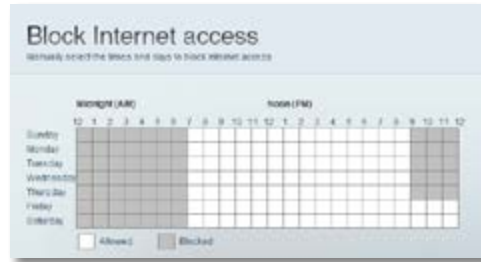 Block Internet access
Manually select the times and days to block Internet access
Midnight (AM) Noon (PM)
12 1 2 3 4 5 6 7 8 9 10 11 12 1 2 3 4 5 6 7 8 9 10 11 12
Sunday
Monday
Tuesday
Wednesday
Thursday
Friday
Saturday
Allowed Blocked